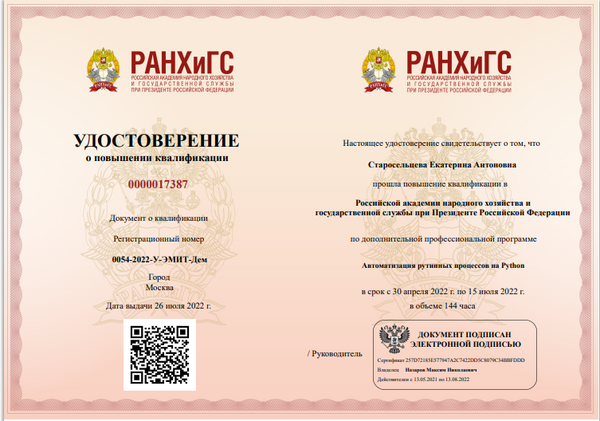 РАНХиГС
РОССИЙСКАЯ АКАДЕМИЯ НАРОДНОГО ХОЗЯЙСТВА
И ГОСУДАРСТВЕННОЙ СЛУЖБЫ
ПРИ ПРЕЗИДЕНТЕ РОССИЙСКОЙ ФЕДЕРАЦИИ
УДОСТОВЕРЕНИЕ
о повышении квалификации
0000017387
Документ о квалификации
Регистрационный номер
0054-2022-У-ЭМИТ-Дем
Город
Москва
Дата выдачи 26 июля 2022 г.
РАНХиГС
РОССИЙСКАЯ АКАДЕМИЯ НАРОДНОГО ХОЗЯЙСТВА
И ГОСУДАРСТВЕННОЙ СЛУЖБЫ
ПРИ ПРЕЗИДЕНТЕ РОССИЙСКОЙ ФЕДЕРАЦИИ
Настоящее удостоверение свидетельствует о том, что
Старосельцева Екатерина Антоновна
прошла повышение квалификации в
Российской академии народного хозяйства и
государственной службы при Президенте Российской Федерации
по дополнительной профессиональной программе
Автоматизация рутинных процессов на Python
в срок с 30 апреля 2022 г. по 15 июля 2022 г.
в объеме 144 часа
/ Руководитель
ДОКУМЕНТ ПОДПИСАН
ЭЛЕКТРОННОЙ ПОДПИСЬЮ
Сертификат
Владелец Назаров Максим Николаевич
Действителен с 13.05.2021 по 13.08.2022